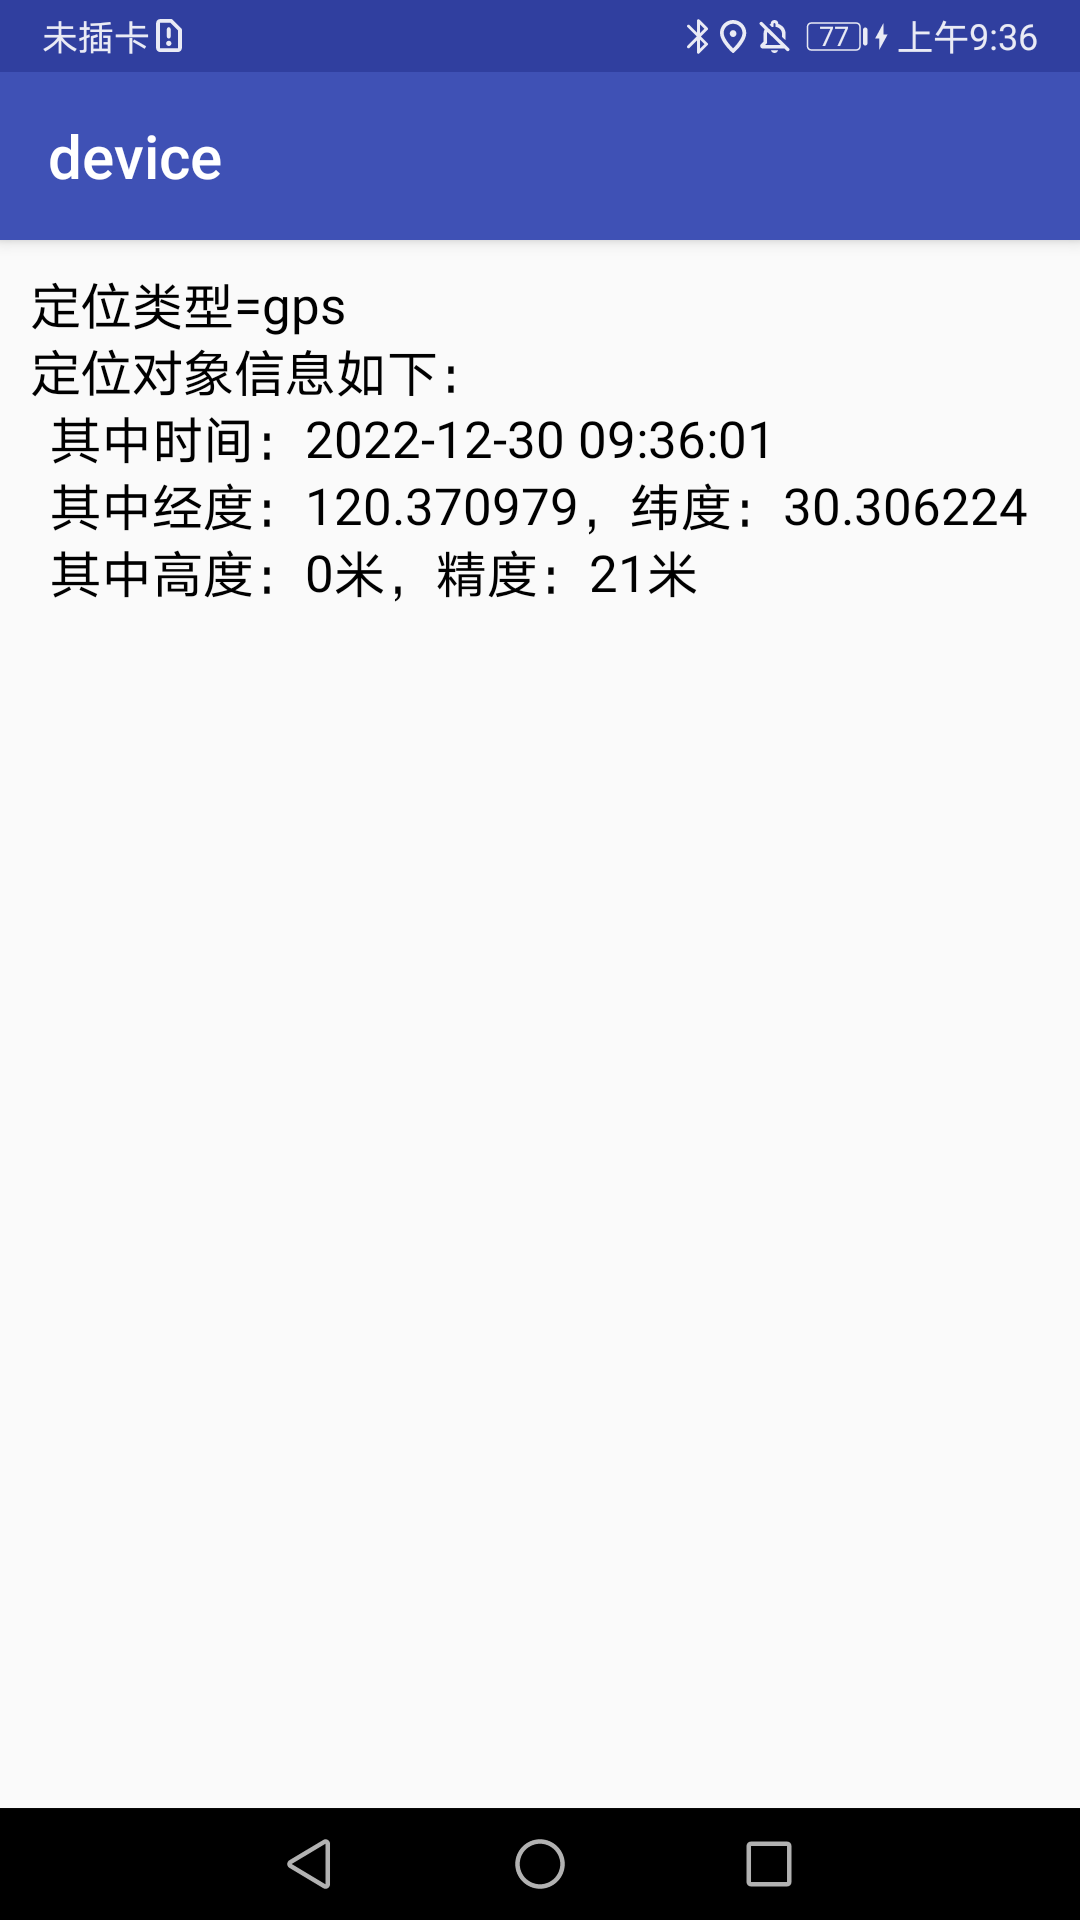 未插卡
77 上午9:36
device
定位类型=gps
定位对象信息如下：
其中时间：2022-12-30 09:36:01
其中经度：120.370979，纬度：30.306224
其中高度：0米，精度：21米